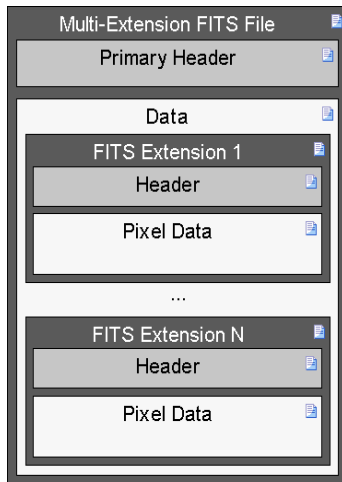 Multi-Extension FITS File
Primary Header
Data
FITS Extension 1
Header
Pixel Data
...
FITS Extension N
Header
Pixel Data